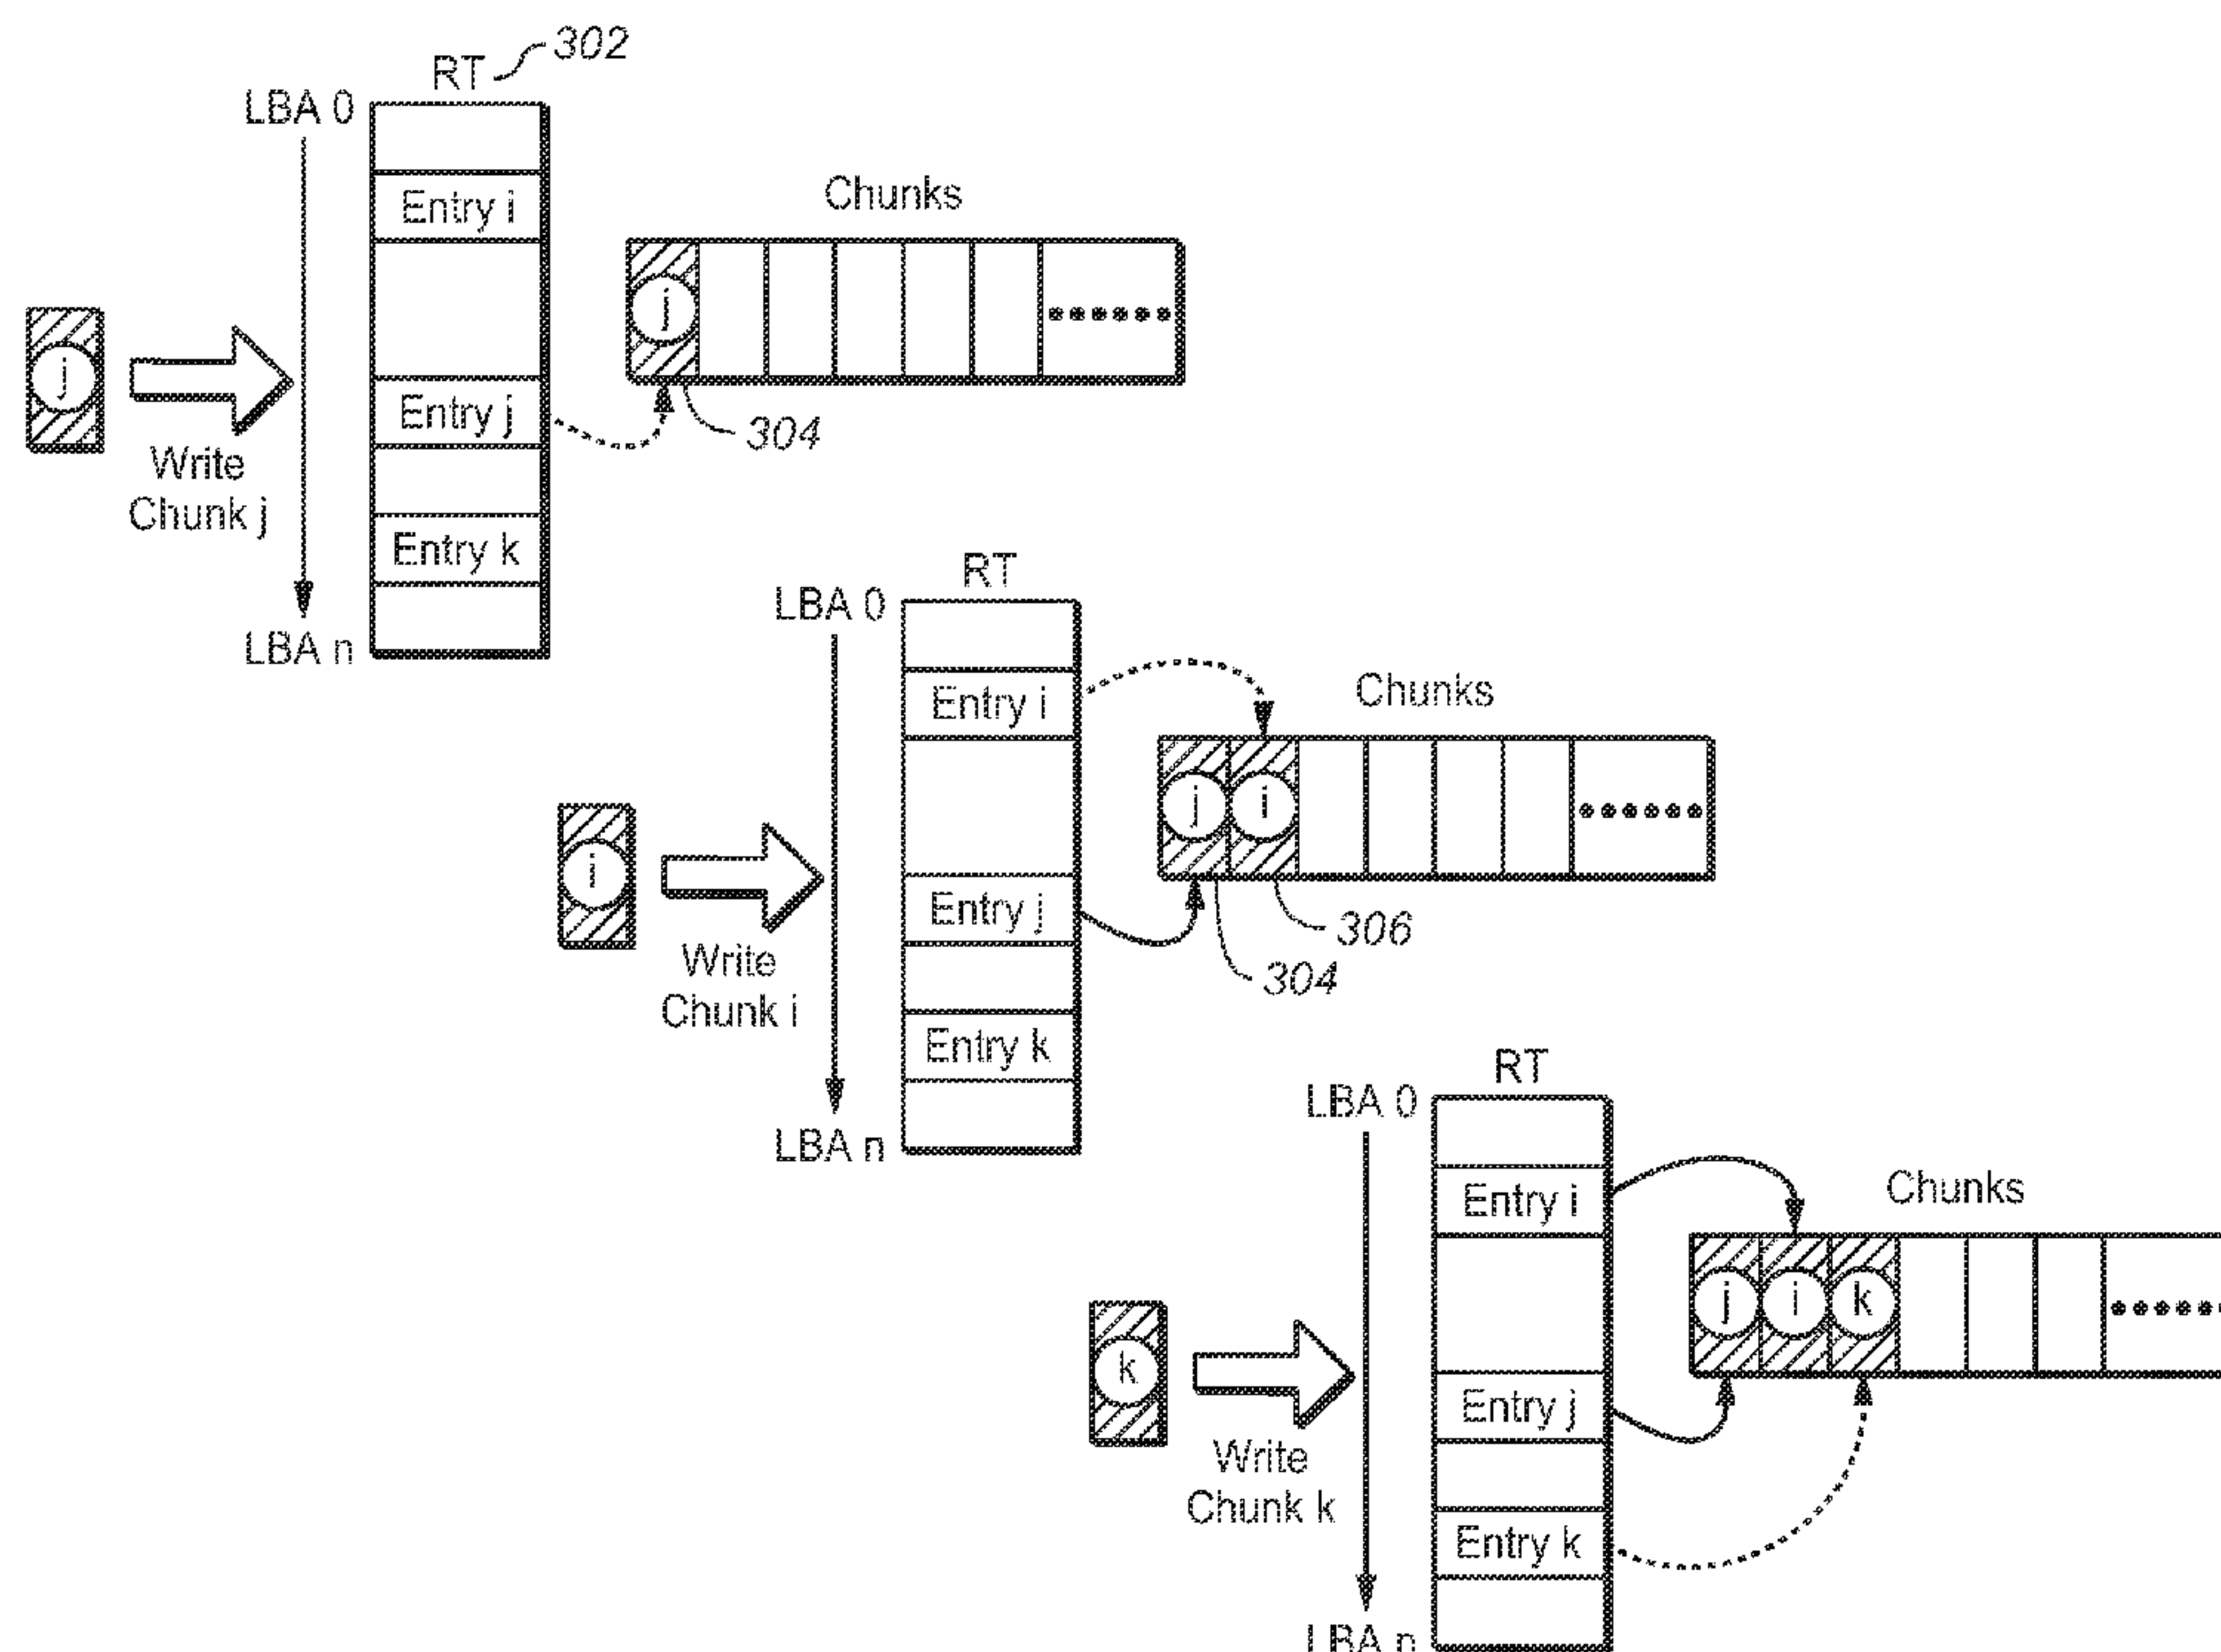 RT 302
LBA 0
Entry i
Chunks
j
j
Entry j
304
Write
Chunk j
Entry k
LBA n
RT
LBA 0
Entry i
Chunks
j i
i
Entry j
306
304
Write
Chunk i
Entry k
LBA n
RT
LBA 0
Entry i
Chunks
j i k
k
Entry j
Write
Chunk k
Entry k
LBA n